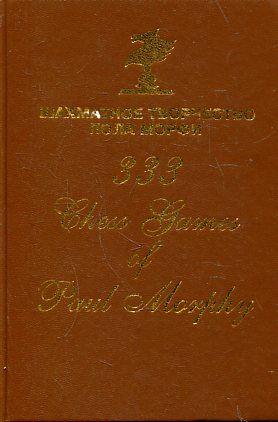 ШАХМАТНОЕ ТВОРЧЕСТВО
ПОЛА МОРФИ
333
Chess Games
of
Paul Morphy